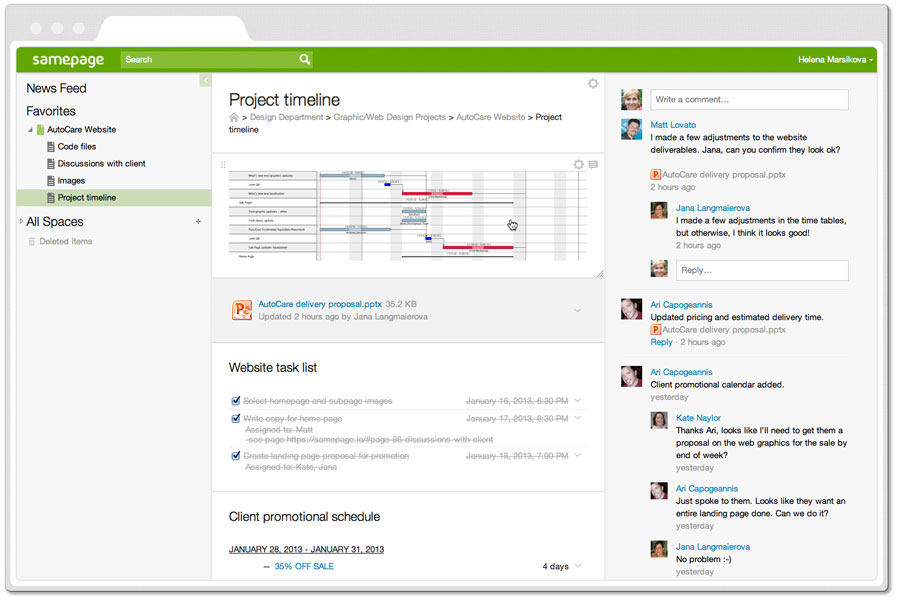 samepage
Search
Helena Marsikova
News Feed
Favorites
AutoCare Website
Code files
Discussions with client
Images
Project timeline
All Spaces +
Deleted Items
Project timeline
> Design Department > Graphic/Web Design Projects > AutoCare Website > Project
timeline
AutoCare delivery proposal.pptx 35.2 KB
Updated 2 hours ago by Jana Langmaierova
Website task list
Select homepage and subpage images January 16, 2013, 8:30 PM
Write copy for home page January 17, 2013, 8:30 PM
Assigned to: Matt
-see page https://samepage.io/#page-66-discussions-with-client
Create landing page proposal for promotion January 18, 2013, 7:00 PM
Assigned to: Kate, Jana
Client promotional schedule
JANUARY 28, 2013 - JANUARY 31, 2013
— 35% OFF SALE 4 days
Write a comment...
Matt Lovato
I made a few adjustments to the website
deliverables. Jana, can you confirm they look ok?
AutoCare delivery proposal.pptx
2 hours ago
Jana Langmaierova
I made a few adjustments in the time tables,
but otherwise, I think it looks good!
2 hours ago
Reply...
Ari Capogeannis
Updated pricing and estimated delivery time.
AutoCare delivery proposal.pptx
Reply · 2 hours ago
Ari Capogeannis
Client promotional calendar added.
yesterday
Kate Naylor
Thanks Ari, looks like I'll need to get them a
proposal on the web graphics for the sale by
end of week?
yesterday
Ari Capogeannis
Just spoke to them. Looks like they want an
entire landing page done. Can we do it?
yesterday
Jana Langmaierova
No problem :-)
yesterday